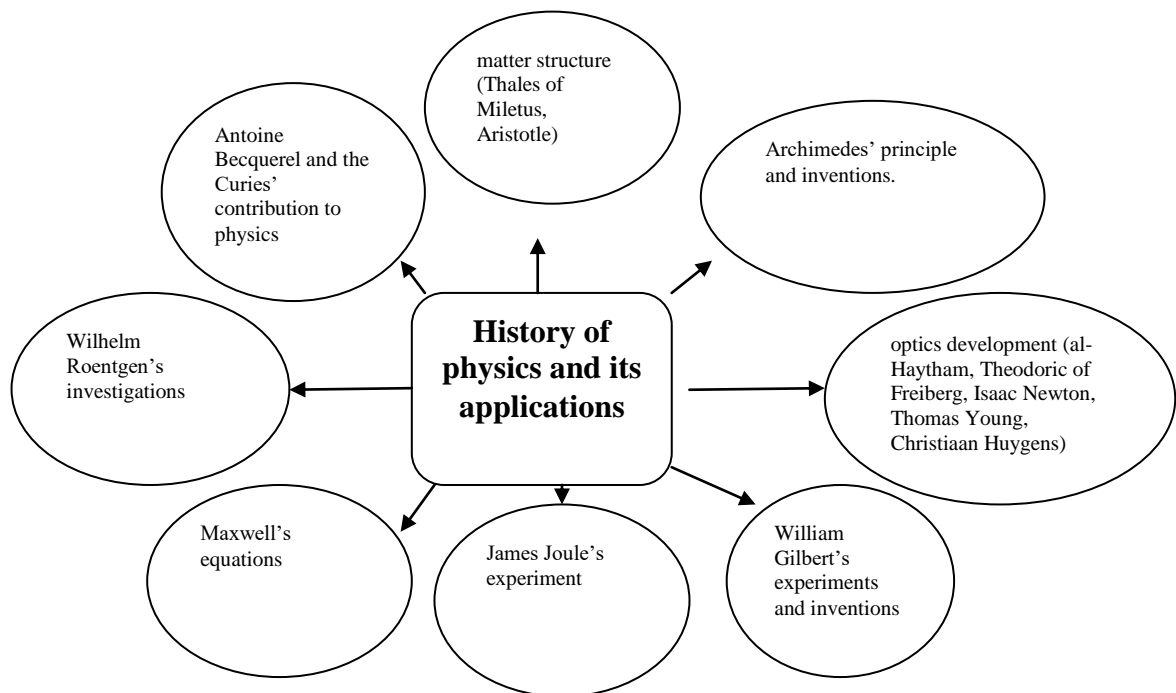 matter structure
(Thales of
Miletus,
Aristotle)
Antoine
Becquerel and the
Curies’
contribution to
physics
Archimedes’ principle
and inventions.
Wilhelm
Roentgen’s
investigations
History of
physics and its
applications
optics development (al-
Haytham, Theodoric of
Freiberg, Isaac Newton,
Thomas Young,
Christiaan Huygens)
Maxwell’s
equations
James Joule’s
experiment
William
Gilbert’s
experiments
and inventions